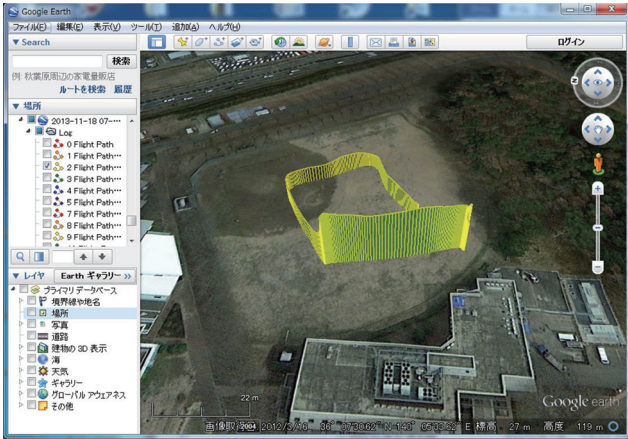 Google Earth
ファイル(F) 編集(E) 表示(V) ツール(T) 追加(A) ヘルプ(H)
▼ Search
ログイン
検索
例: 秋葉原周辺の家電量販店
ルートを検索 履歴
▼ 場所
2013-11-18 07-…
Log
0 Flight Path…
1 Flight Path…
2 Flight Path…
3 Flight Path…
4 Flight Path…
5 Flight Path…
7 Flight Path…
8 Flight Path…
9 Flight Path…
▼ レイヤ Earth ギャラリー >>
プライマリ データベース
境界線や地名
場所
写真
道路
建物の 3D 表示
海
天気
ギャラリー
グローバル アウェアネス
その他
N
22 m
Google earth
2004 2012/3/16 36° 140° E 標高 27 m 高度 119 m